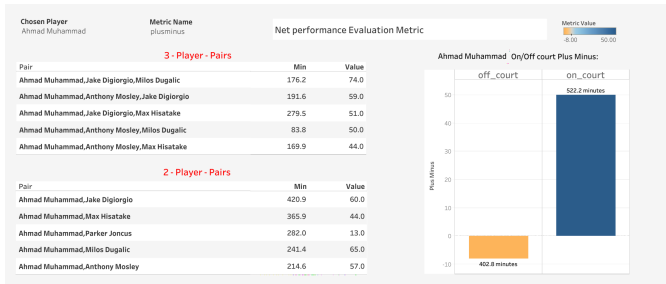 Chosen Player
Ahmad Muhammad
Metric Name
plusminus
Net performance Evaluation Metric
Metric Value
-8.00 50.00
3 - Player - Pairs
Pair Min Value
Ahmad Muhammad,Jake Digiorgio,Milos Dugalic 176.2 74.0
Ahmad Muhammad,Anthony Mosley,Jake Digiorgio 191.6 59.0
Ahmad Muhammad,Jake Digiorgio,Max Hisatake 279.5 51.0
Ahmad Muhammad,Anthony Mosley,Milos Dugalic 83.8 50.0
Ahmad Muhammad,Anthony Mosley,Max Hisatake 169.9 44.0
2 - Player - Pairs
Pair Min Value
Ahmad Muhammad,Jake Digiorgio 420.9 60.0
Ahmad Muhammad,Max Hisatake 365.9 44.0
Ahmad Muhammad,Parker Joncus 282.0 13.0
Ahmad Muhammad,Milos Dugalic 241.4 65.0
Ahmad Muhammad,Anthony Mosley 214.6 57.0
Ahmad Muhammad On/Off court Plus Minus:
off_court on_court
522.2 minutes
50
40
30
20
10
0
-10
Plus Minus
402.8 minutes